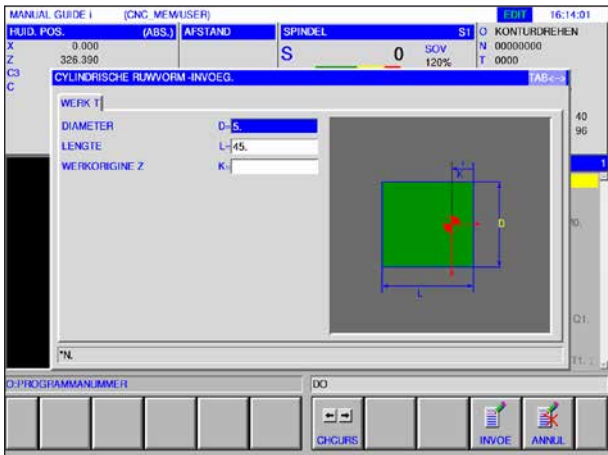 MANUAL GUIDE i (CNC_MEM/USER) EDIT 16:14:01
HUID. POS. (ABS.) AFSTAND SPINDEL S1 O KONTURDREHEN
X 0.000 S 0 SOV 120% N 00000000
Z 326.390 T 0000
C3
C
CYLINDRISCHE RUWVORM -INVOEG. TAB<->
WERK T
40
96
DIAMETER D= 5.
LENGTE L= 45.
WERKORIGINE Z K=
1
K
D
L
Q1.
*N.
O:PROGRAMMANUMMER DO
CHCURS INVOE ANNUL